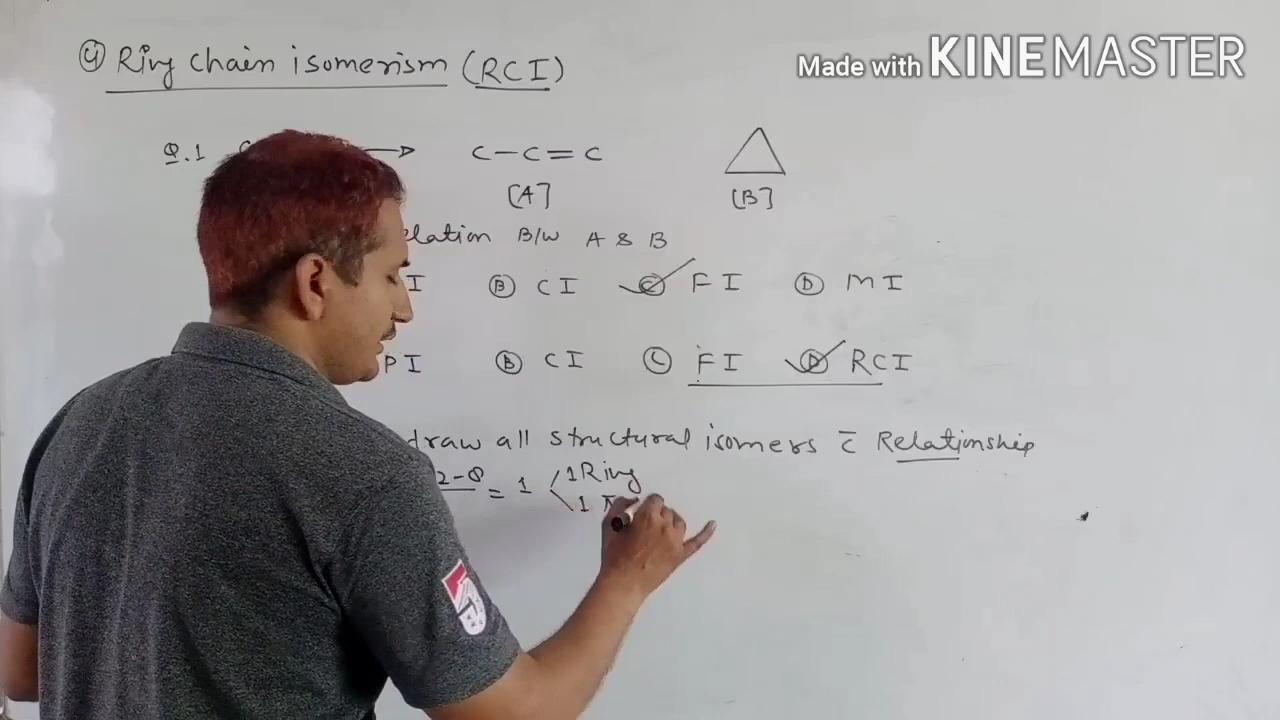 Made with KINEMASTER
④ Ring chain isomerism (RCI)
Q.1 → C-C=C
[A] [B]
B/W A & B
I Ⓑ CI Ⓒ FI Ⓓ MI
PI Ⓑ CI Ⓒ FI Ⓓ RCI
draw all structural isomers c̄ Relationship
2-8 = 1 1 Ring
1